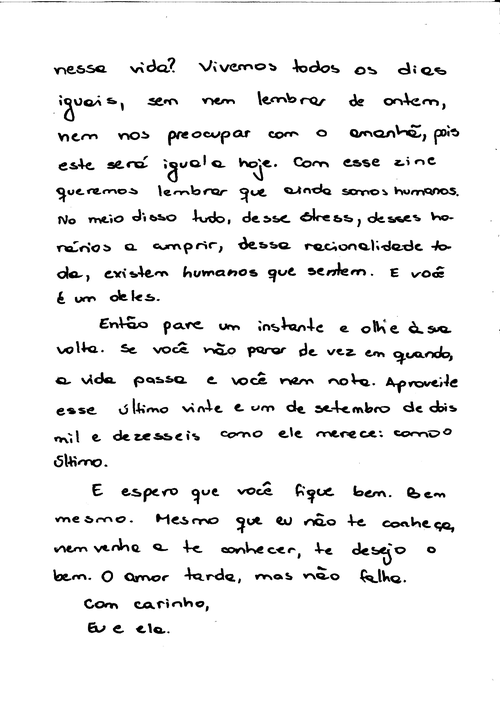 nessa vida? Vivemos todos os dias
iguais, sem nem lembrar de ontem,
nem nos preocupar com o amanhã, pois
este será igual a hoje. Com esse zine
queremos lembrar que ainda somos humanos.
No meio disso tudo, desse stress, desses ho-
rários a cumprir, dessa racionalidade to-
da, existem humanos que sentem. E você
é um deles.
Então pare um instante e olhe à sua
volta. Se você não parar de vez em quando,
a vida passa e você nem nota. Aproveite
esse último vinte e um de setembro de dois
mil e dezesseis como ele merece: como o
último.
E espero que você fique bem. Bem
mesmo. Mesmo que eu não te conheça,
nem venha a te conhecer, te desejo o
bem. O amor tarda, mas não falha.
Com carinho,
Eu e ela.